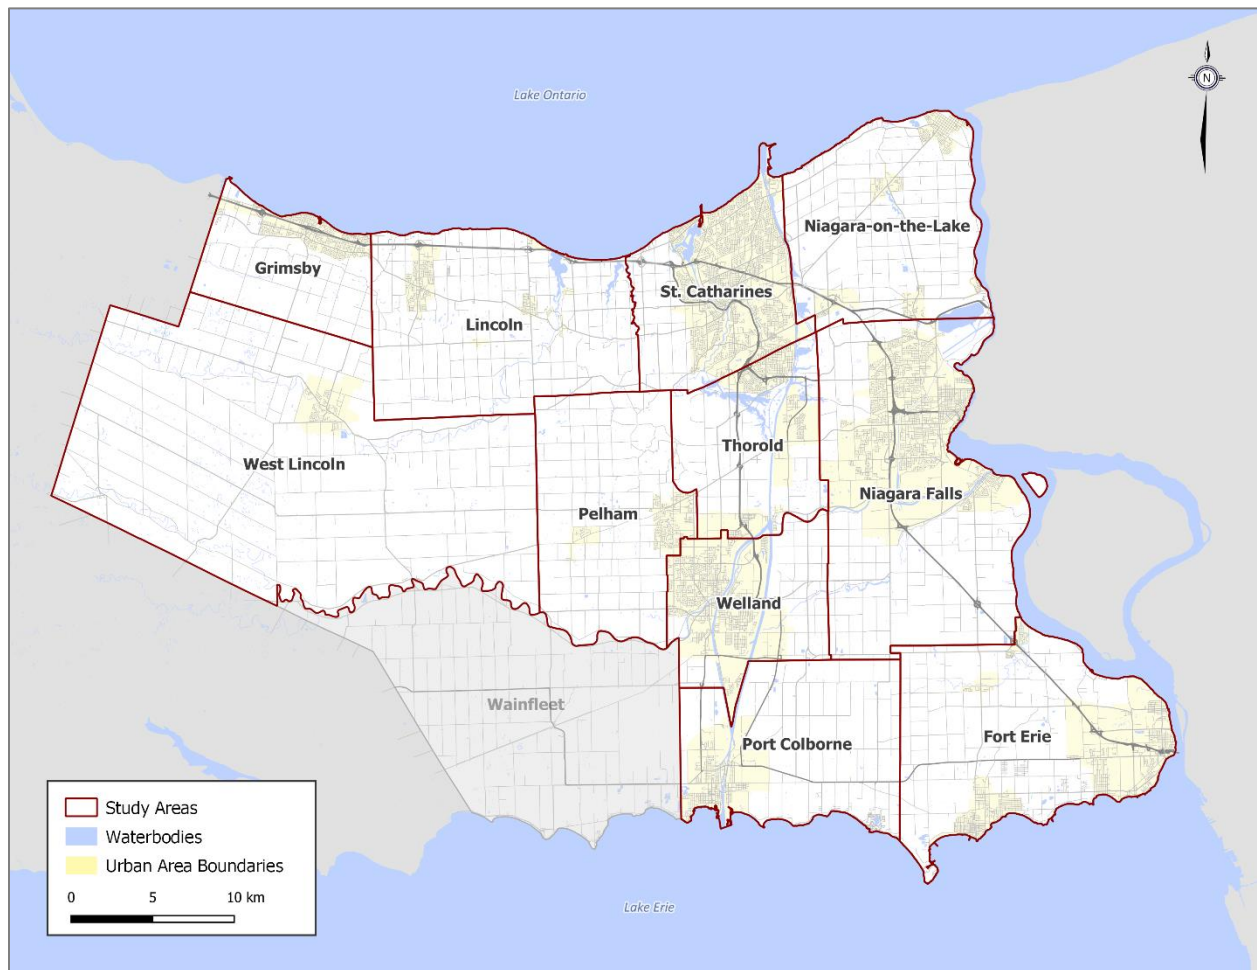 Lake Ontario
N
Niagara-on-the-Lake
Grimsby
St. Catharines
Lincoln
Thorold
West Lincoln
Niagara Falls
Pelham
Welland
Wainfleet
Fort Erie
Port Colborne
Study Areas
Waterbodies
Urban Area Boundaries
0 5 10 km
Lake Erie